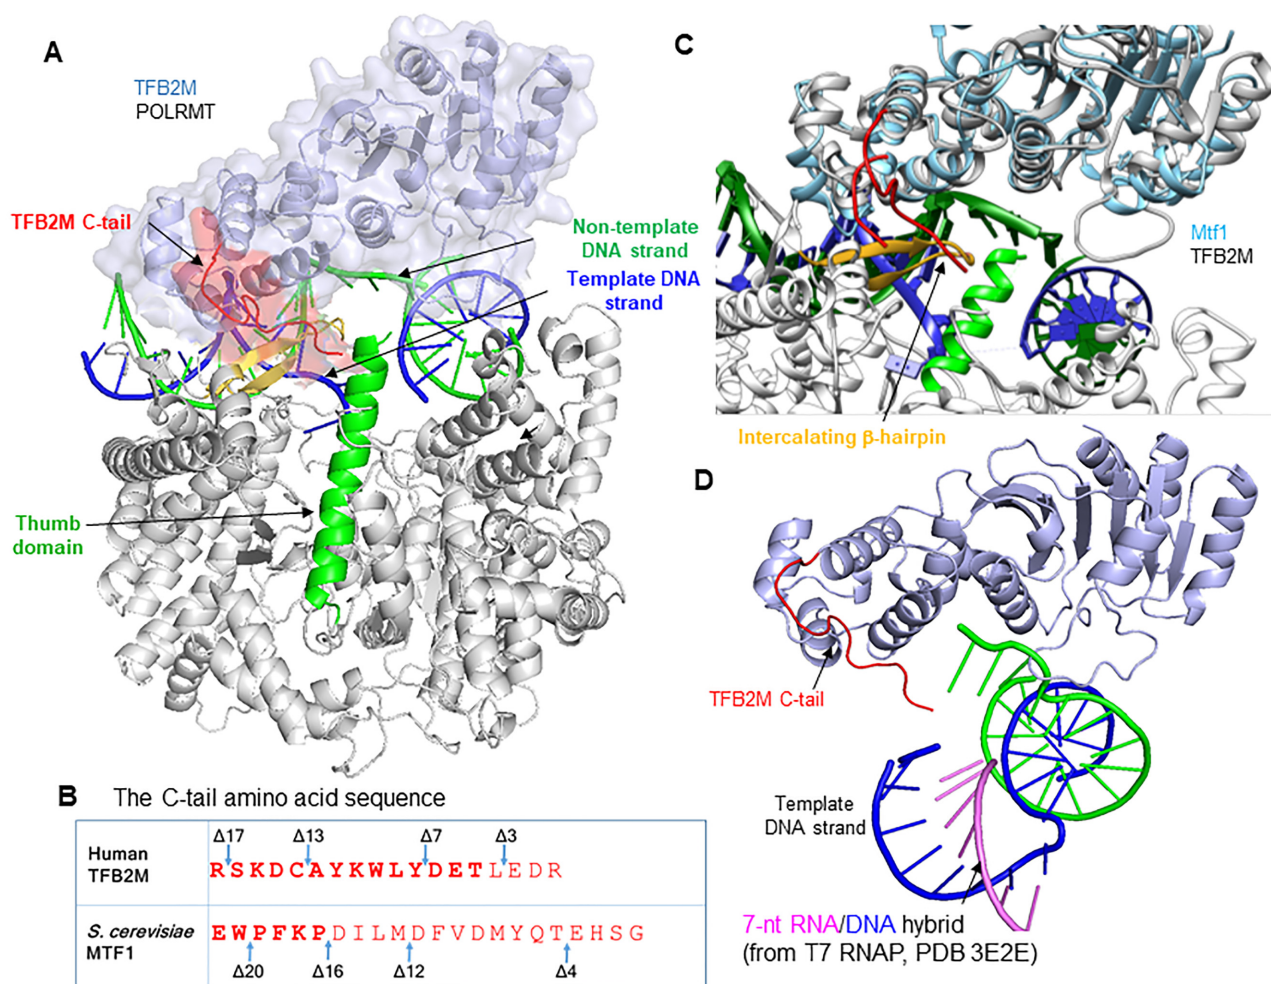 A
TFB2M
POLRMT
TFB2M C-tail
Non-template
DNA strand
Template DNA
strand
Thumb
domain
C
Mtf1
TFB2M
Intercalating β-hairpin
D
TFB2M C-tail
Template
DNA strand
7-nt RNA/DNA hybrid
(from T7 RNAP, PDB 3E2E)
B The C-tail amino acid sequence
Δ17 Δ13 Δ7 Δ3
Human
TFB2M
RSKDCAYKWLYDETLEDR
S. cerevisiae
MTF1
EWPFKPDILMDFVDMYQTEHSG
Δ20 Δ16 Δ12 Δ4